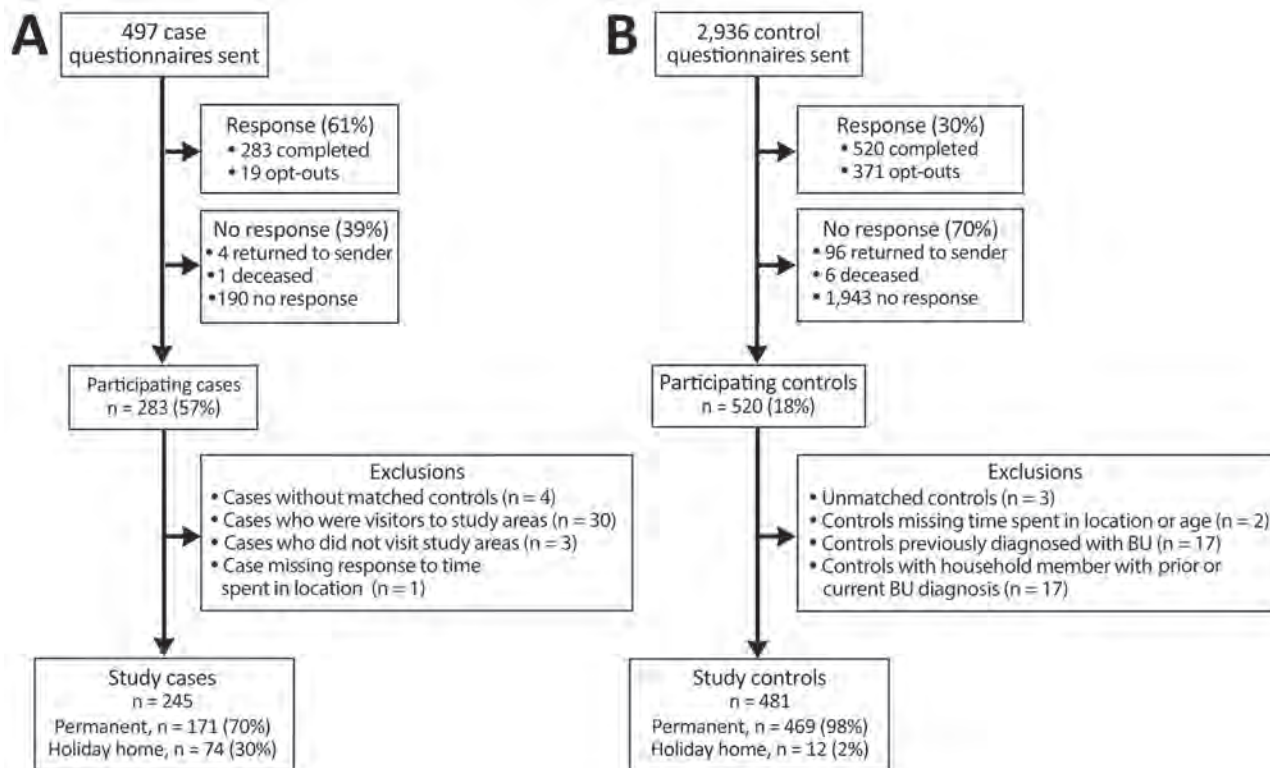 A
497 case
questionnaires sent
Response (61%)
• 283 completed
• 19 opt-outs
No response (39%)
• 4 returned to sender
• 1 deceased
• 190 no response
Participating cases
n = 283 (57%)
Exclusions
• Cases without matched controls (n = 4)
• Cases who were visitors to study areas (n = 30)
• Cases who did not visit study areas (n = 3)
• Case missing response to time
spent in location (n = 1)
Study cases
n = 245
Permanent, n = 171 (70%)
Holiday home, n = 74 (30%)
B
2,936 control
questionnaires sent
Response (30%)
• 520 completed
• 371 opt-outs
No response (70%)
• 96 returned to sender
• 6 deceased
• 1,943 no response
Participating controls
n = 520 (18%)
Exclusions
• Unmatched controls (n = 3)
• Controls missing time spent in location or age (n = 2)
• Controls previously diagnosed with BU (n = 17)
• Controls with household member with prior or
current BU diagnosis (n = 17)
Study controls
n = 481
Permanent, n = 469 (98%)
Holiday home, n = 12 (2%)